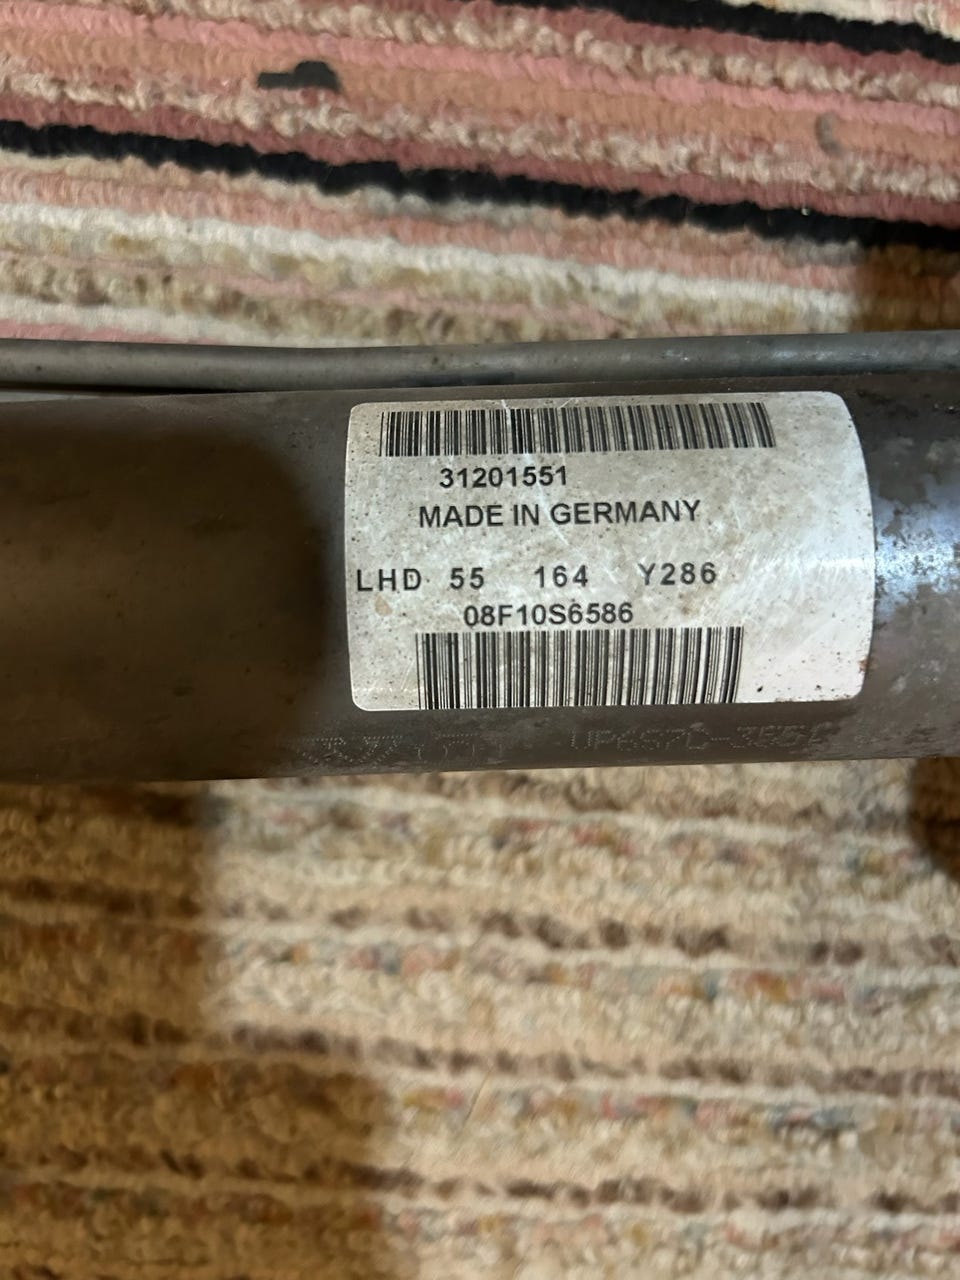 31201551
MADE IN GERMANY
LHD 55 164 Y286
08F10S6586